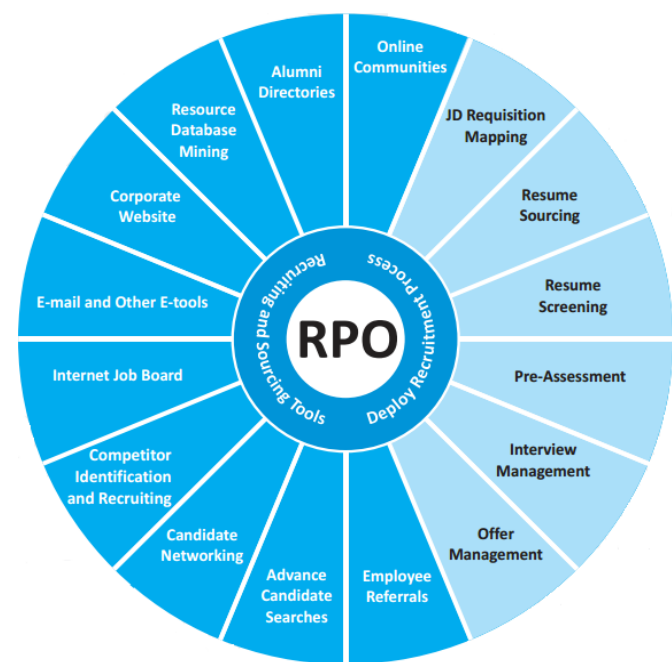 Online
Communities
JD Requisition
Mapping
Resume
Sourcing
Resume
Screening
Pre-Assessment
Interview
Management
Offer
Management
Employee
Referrals
Advance
Candidate
Searches
Candidate
Networking
Competitor
Identification
and Recruiting
Internet Job Board
E-mail and Other E-tools
Corporate
Website
Resource
Database
Mining
Alumni
Directories
Recruiting and Sourcing Tools
Deploy Recruitment Process
RPO